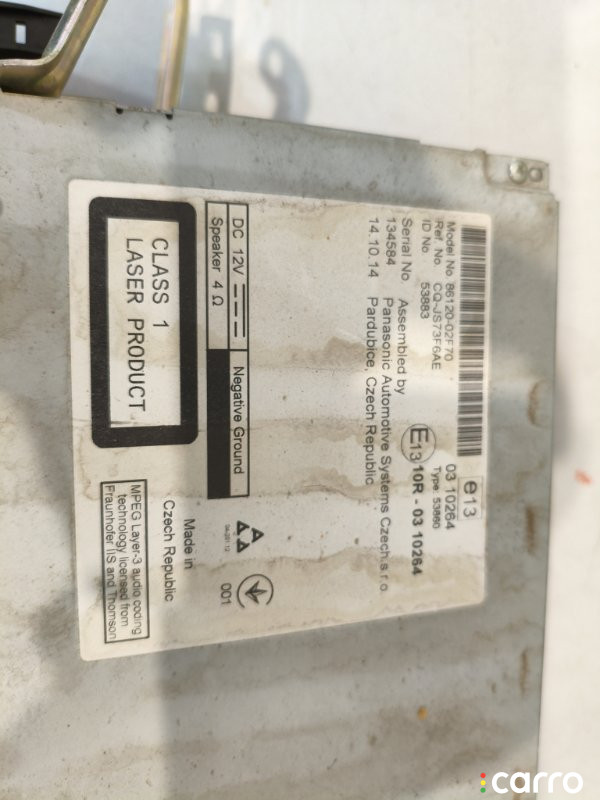 Model No 86120-02F70
Ref. No. CQ-JS73F6AE
ID No 53883
e13
03 10264
Type 53880
E13 10R - 03 10264
Serial No.
134584
14.10.14
Assembled by
Panasonic Automotive Systems Czech,s.r.o.
Pardubice, Czech Republic
DC 12V
Negative Ground
Speaker 4 Ω
CLASS 1
LASER PRODUCT
001
Made in
Czech Republic
MPEG Layer-3 audio coding
technology licensed from
Fraunhofer IIS and Thomson
carro